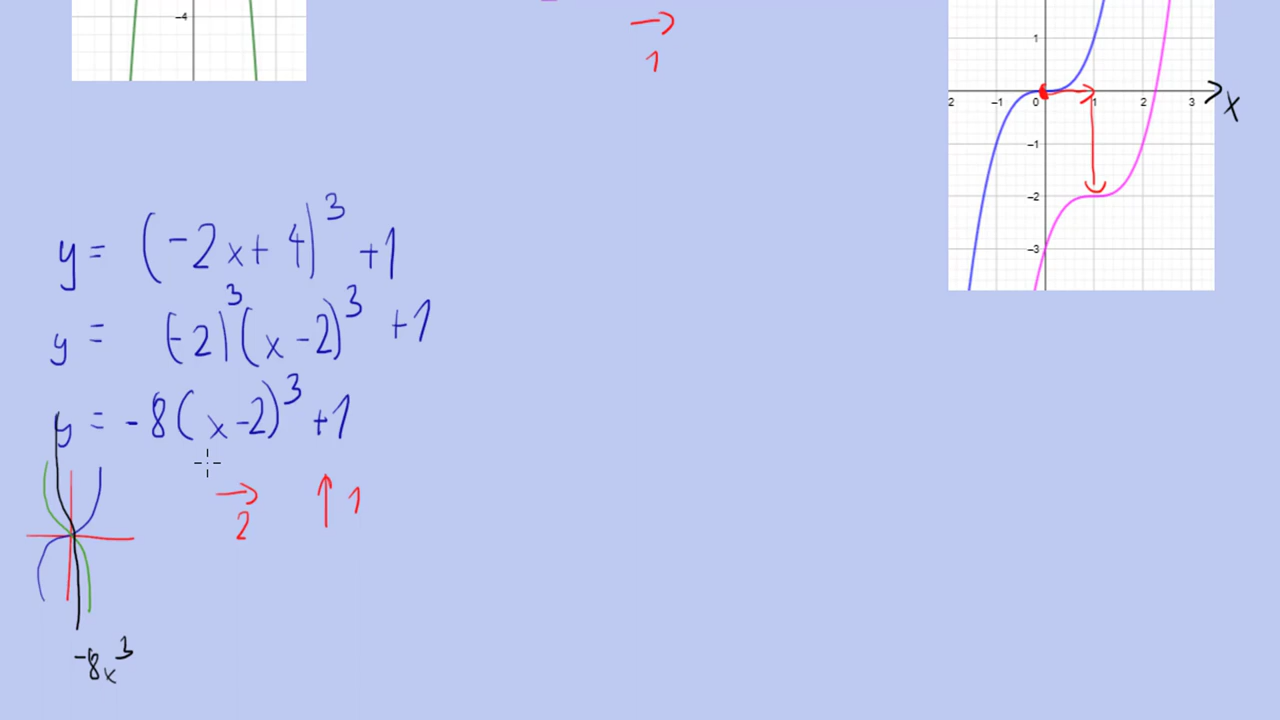 -4
→
1
1
2 -1 0 1 2 3 x
-1
-2
-3
y = (-2x+4)³ +1
y = (-2)³(x-2)³ +1
y = -8(x-2)³ +1
→ ↑ 1
2
-8x³